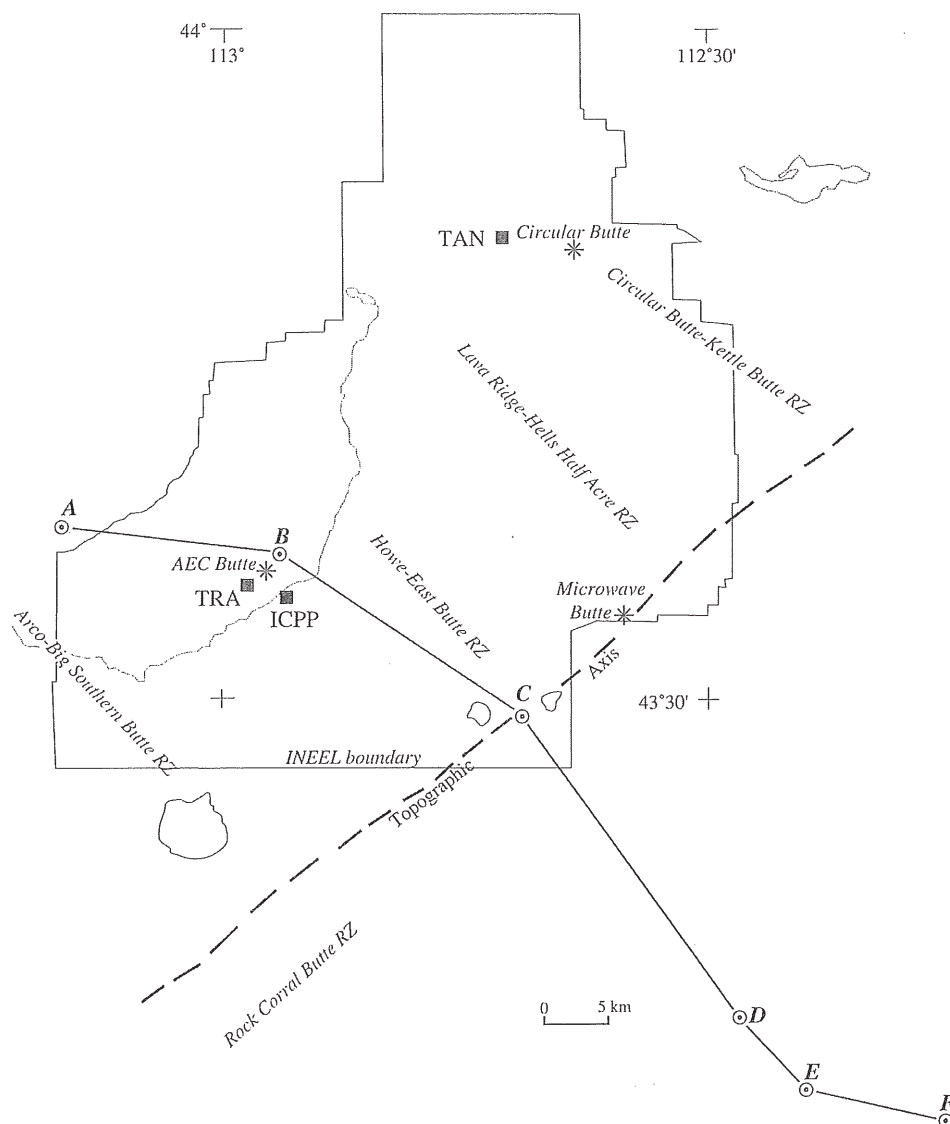 44°
113°
112°30'
TAN
Circular Butte
Circular Butte-Kettle Butte RZ
Lava Ridge-Hells Half Acre RZ
A
B
AEC Butte
TRA
ICPP
Howe-East Butte RZ
Microwave
Butte
Arco-Big Southern Butte RZ
Axis
C
43°30'
INEEL boundary
Topographic
Rock Corral Butte RZ
0 5 km
D
E
F